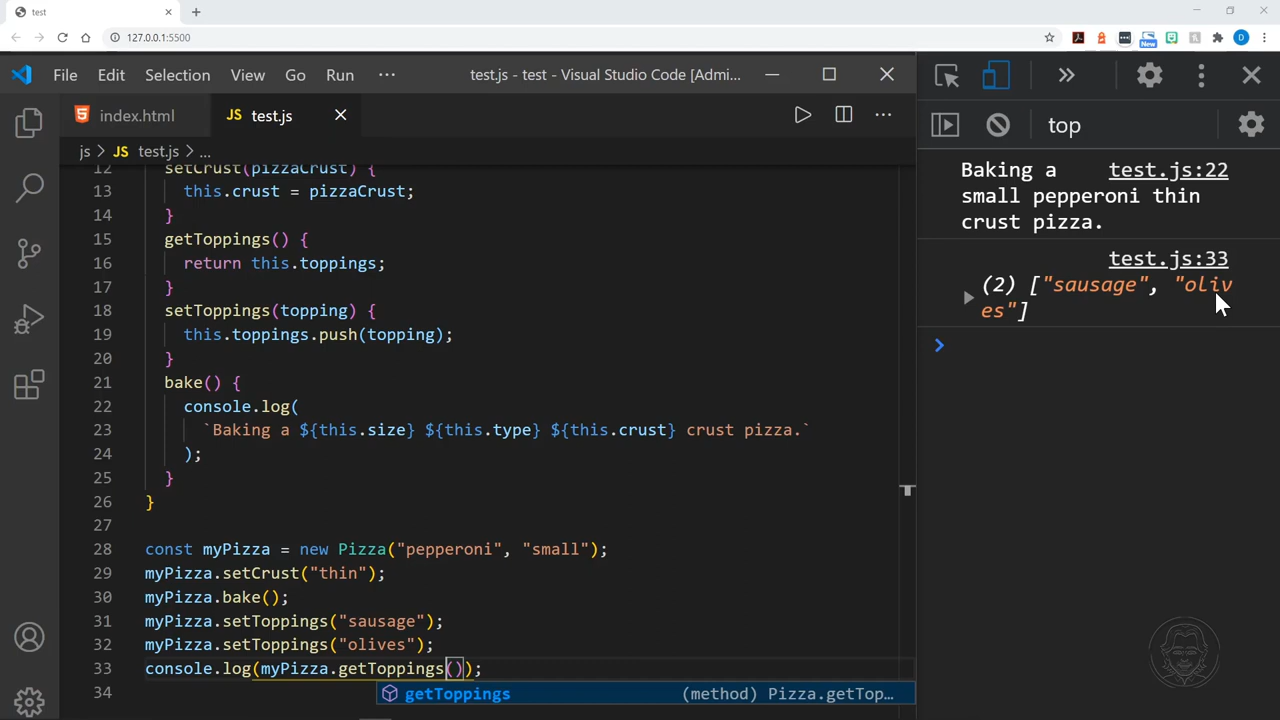 test
127.0.0.1:5500
New
D
File Edit Selection View Go Run ··· test.js - test - Visual Studio Code [Admi...
index.html JS test.js
js > JS test.js > ...
12 setCrust(pizzaCrust) {
13 this.crust = pizzaCrust;
14 }
15 getToppings() {
16 return this.toppings;
17 }
18 setToppings(topping) {
19 this.toppings.push(topping);
20 }
21 bake() {
22 console.log(
23 `Baking a ${this.size} ${this.type} ${this.crust} crust pizza.`
24 );
25 }
26 }
27
28 const myPizza = new Pizza("pepperoni", "small");
29 myPizza.setCrust("thin");
30 myPizza.bake();
31 myPizza.setToppings("sausage");
32 myPizza.setToppings("olives");
33 console.log(myPizza.getToppings());
34 getToppings (method) Pizza.getTop...
top
Baking a test.js:22
small pepperoni thin
crust pizza.
test.js:33
(2) ["sausage", "oliv
es"]